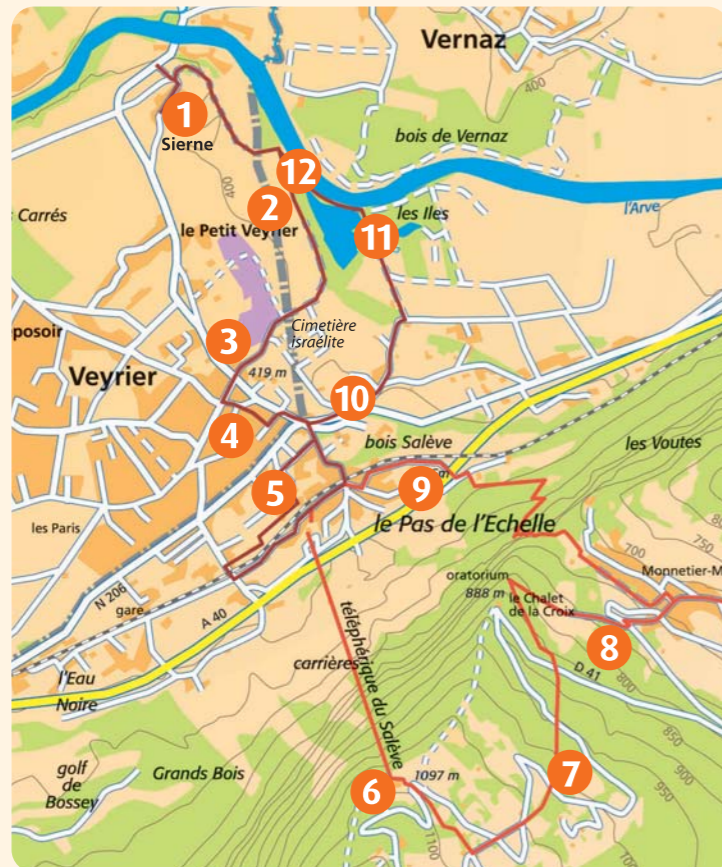 Vernaz
400
1
bois de Vernaz
Sierne
12
400
2
l'Arve
Carrés
les Iles
le Petit Veyrier
11
3
Cimetière
israélite
Veyrier
419 m
10
4
bois Salève
les Voutes
5
9
le Pas de l'Echelle
les Paris
700
750
N 206
oratorium
888 m
Monnetier-M
gare
A 40
le Chalet
de la Croix
téléphérique du Salève
8
carrières
D 41
l'Eau
Noire
800
850
900
950
golf
de
Bossey
Grands Bois
6
1097 m
7
1100